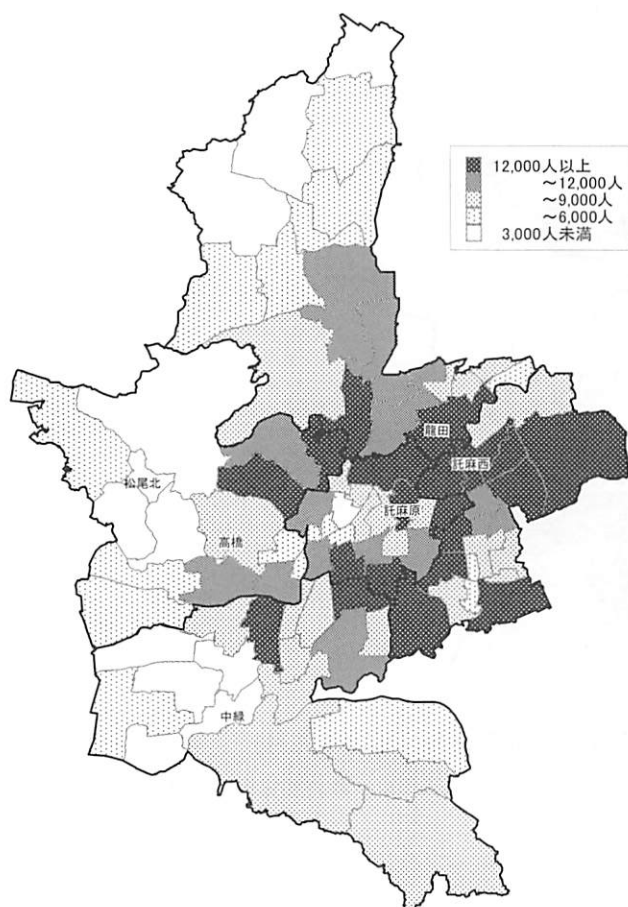 12,000人以上
～12,000人
～9,000人
～6,000人
3,000人未満
龍田
託麻西
松尾北
託麻原
高橋
中緑